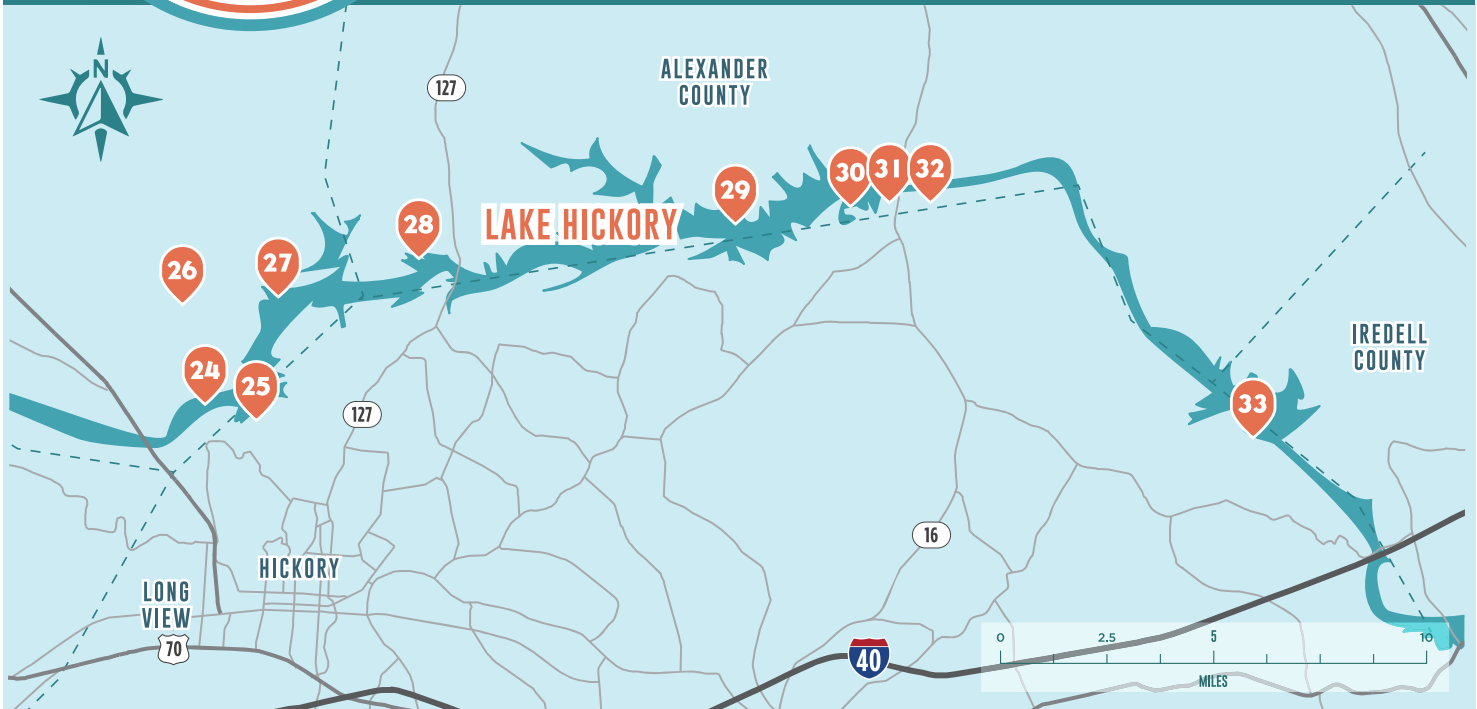 N
127
ALEXANDER
COUNTY
30
31
32
29
28
LAKE HICKORY
27
26
24
25
IREDELL
COUNTY
33
127
16
HICKORY
LONG
VIEW
70
40
0 2.5 5 10
MILES